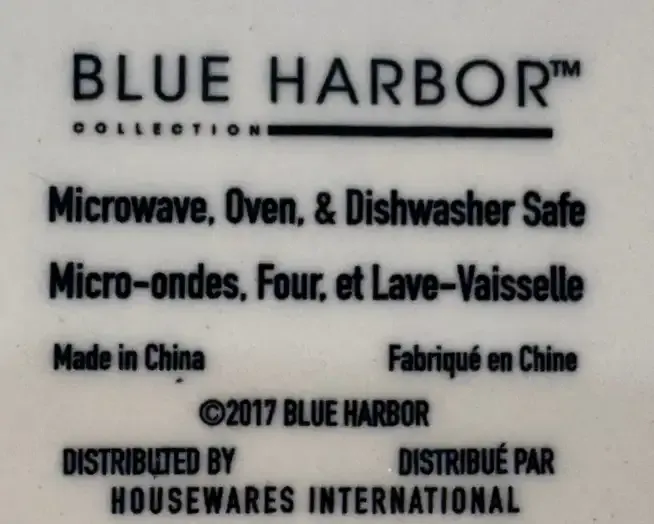 BLUE HARBOR™
COLLECTION
Microwave, Oven, & Dishwasher Safe
Micro-ondes, Four, et Lave-Vaisselle
Made in China Fabriqué en Chine
©2017 BLUE HARBOR
DISTRIBUTED BY DISTRIBUÉ PAR
HOUSEWARES INTERNATIONAL